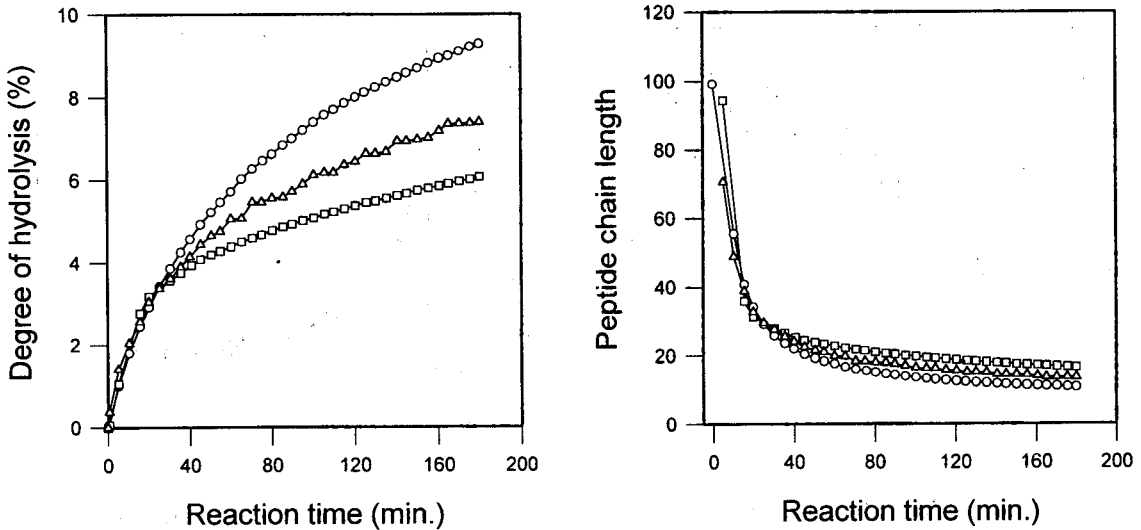 Degree of hydrolysis (%)
10
8
6
4
2
0
0 40 80 120 160 200
Reaction time (min.)
Peptide chain length
120
100
80
60
40
20
0
0 40 80 120 160 200
Reaction time (min.)